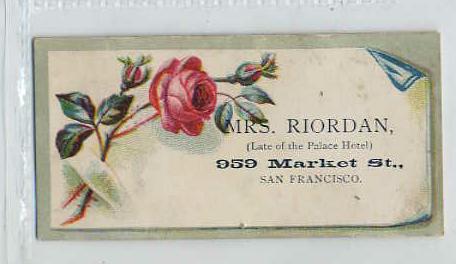 MRS. RIORDAN,
(Late of the Palace Hotel)
959 Market St.,
SAN FRANCISCO.